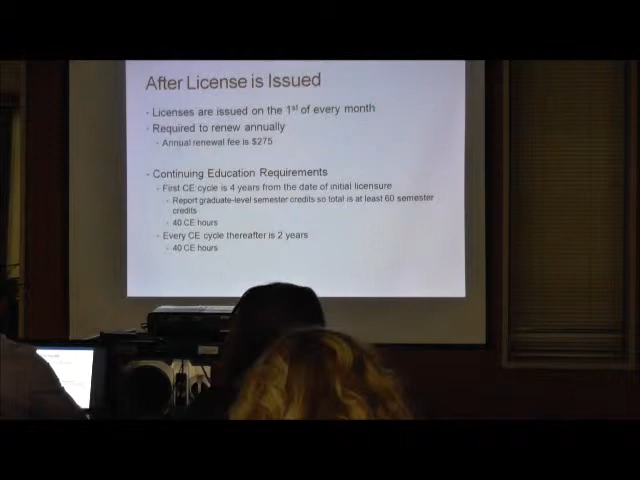 After License is Issued
- Licenses are issued on the 1st of every month
- Required to renew annually
- Annual renewal fee is $275
- Continuing Education Requirements
- First CE cycle is 4 years from the date of initial licensure
- Report graduate-level semester credits so total is at least 60 semester
credits
- 40 CE hours
- Every CE cycle thereafter is 2 years
- 40 CE hours